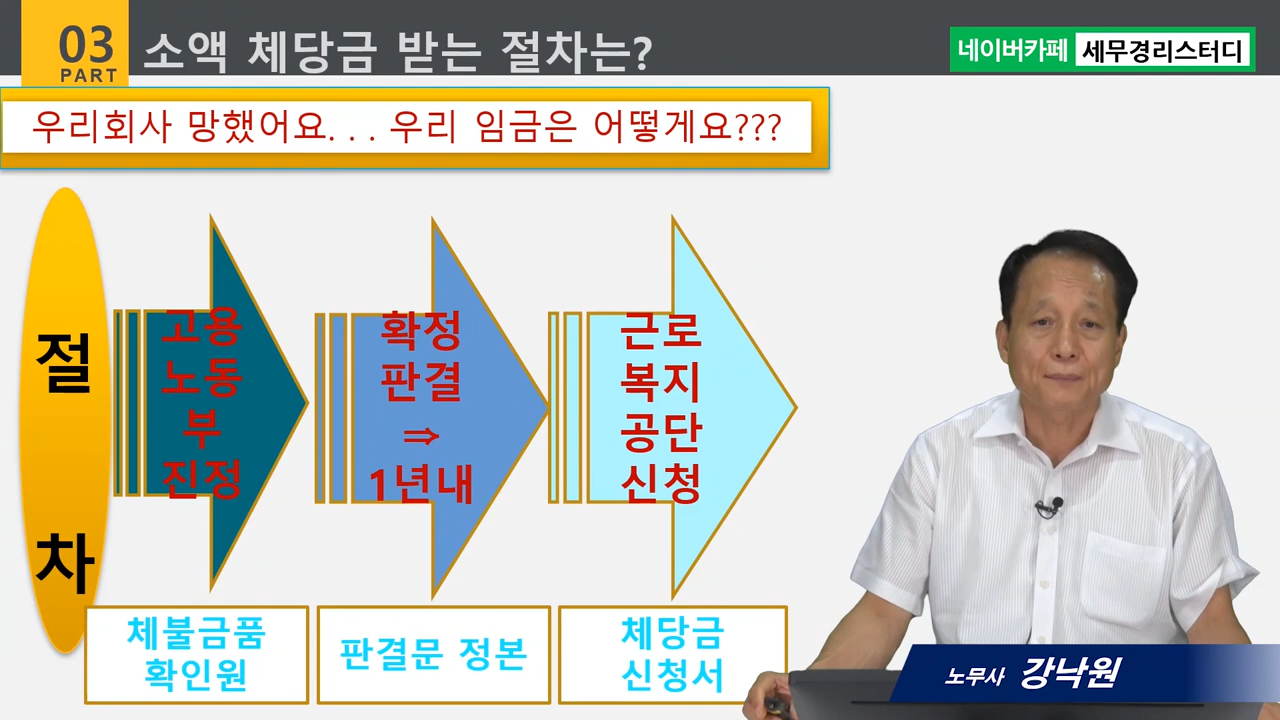 03
PART
소액 체당금 받는 절차는?
네이버카페 세무경리스터디
우리회사 망했어요. . . 우리 임금은 어떻게요???
절
차
고용
노동
부
진정
확정
판결
⇒
1년내
근로
복지
공단
신청
체불금품
확인원
판결문 정본
체당금
신청서
노무사 강낙원